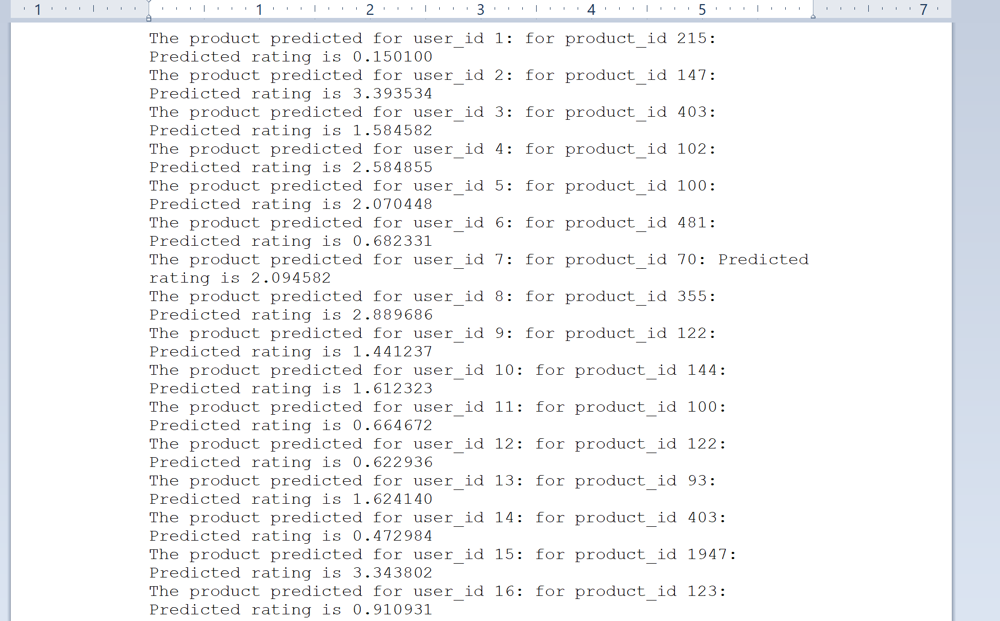 1 1 2 3 4 5 7
The product predicted for user_id 1: for product_id 215:
Predicted rating is 0.150100
The product predicted for user_id 2: for product_id 147:
Predicted rating is 3.393534
The product predicted for user_id 3: for product_id 403:
Predicted rating is 1.584582
The product predicted for user_id 4: for product_id 102:
Predicted rating is 2.584855
The product predicted for user_id 5: for product_id 100:
Predicted rating is 2.070448
The product predicted for user_id 6: for product_id 481:
Predicted rating is 0.682331
The product predicted for user_id 7: for product_id 70: Predicted
rating is 2.094582
The product predicted for user_id 8: for product_id 355:
Predicted rating is 2.889686
The product predicted for user_id 9: for product_id 122:
Predicted rating is 1.441237
The product predicted for user_id 10: for product_id 144:
Predicted rating is 1.612323
The product predicted for user_id 11: for product_id 100:
Predicted rating is 0.664672
The product predicted for user_id 12: for product_id 122:
Predicted rating is 0.622936
The product predicted for user_id 13: for product_id 93:
Predicted rating is 1.624140
The product predicted for user_id 14: for product_id 403:
Predicted rating is 0.472984
The product predicted for user_id 15: for product_id 1947:
Predicted rating is 3.343802
The product predicted for user_id 16: for product_id 123:
Predicted rating is 0.910931